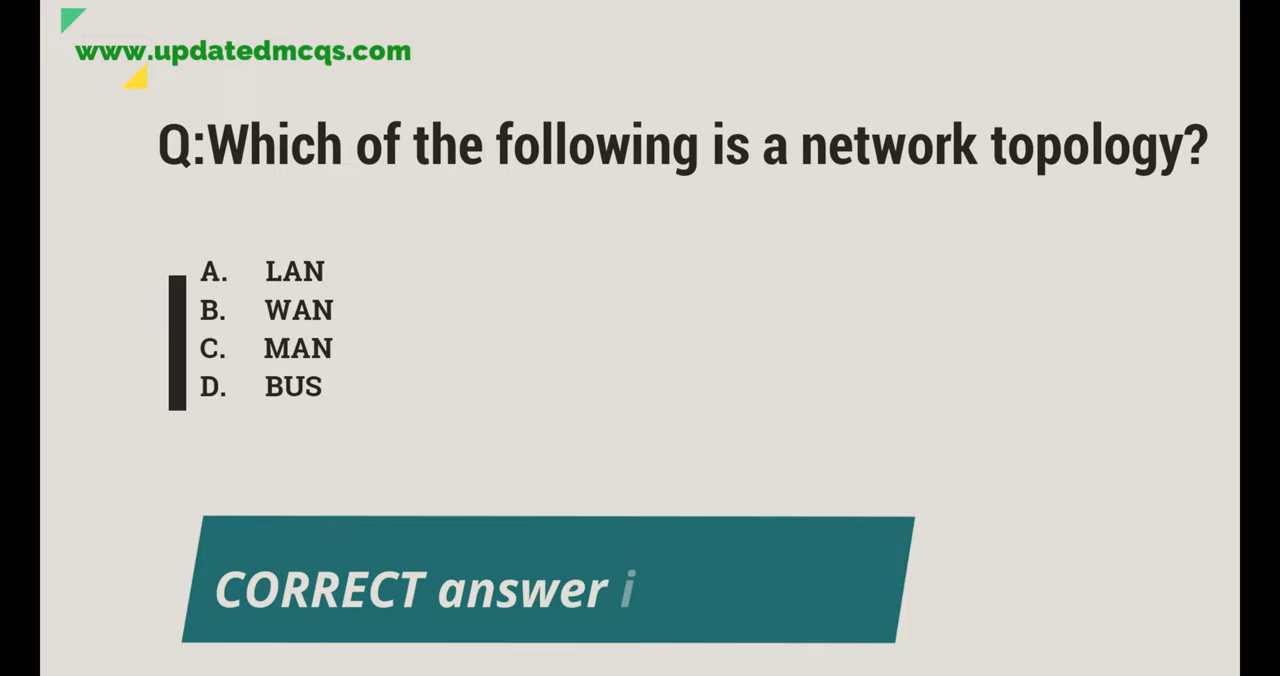 www.updatedmcqs.com
Q:Which of the following is a network topology?
A. LAN
B. WAN
C. MAN
D. BUS
CORRECT answer i